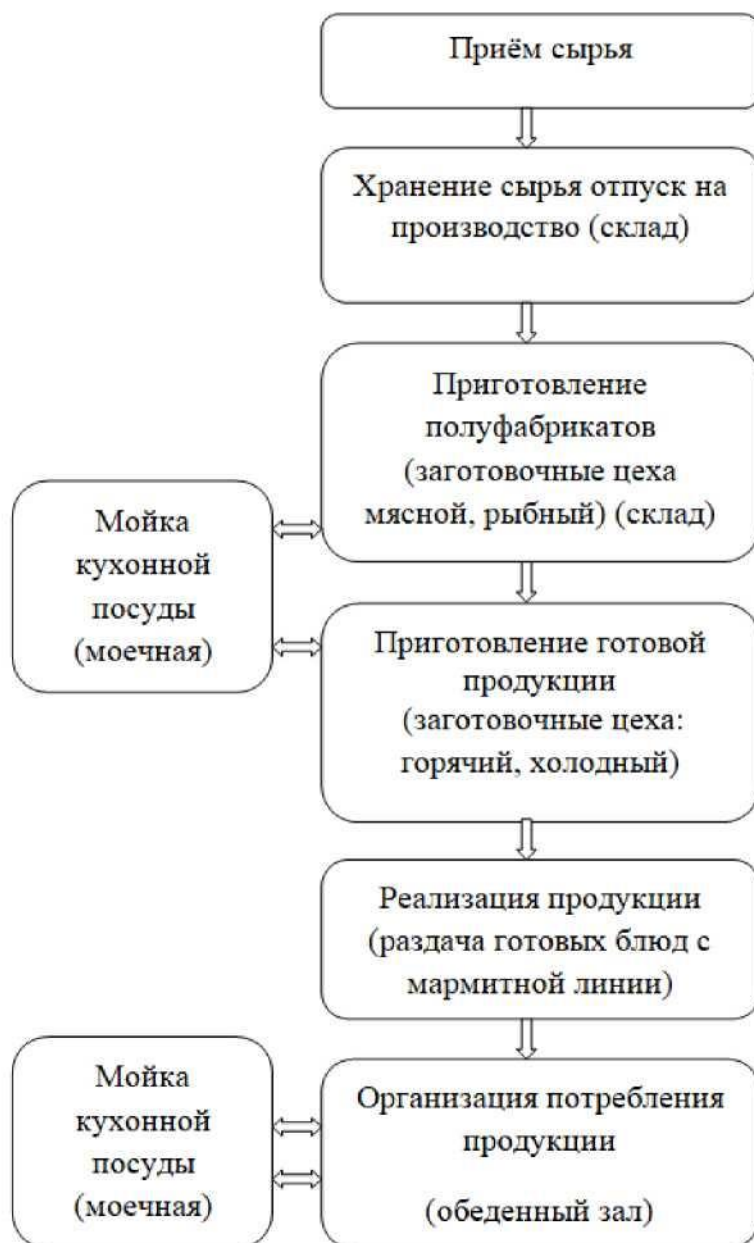 Приём сырья
Хранение сырья отпуск на
производство (склад)
Приготовление
полуфабрикатов
(заготовочные цеха
мясной, рыбный) (склад)
Мойка
кухонной
посуды
(моечная)
Приготовление готовой
продукции
(заготовочные цеха:
горячий, холодный)
Реализация продукции
(раздача готовых блюд с
мармитной линии)
Мойка
кухонной
посуды
(моечная)
Организация потребления
продукции
(обеденный зал)